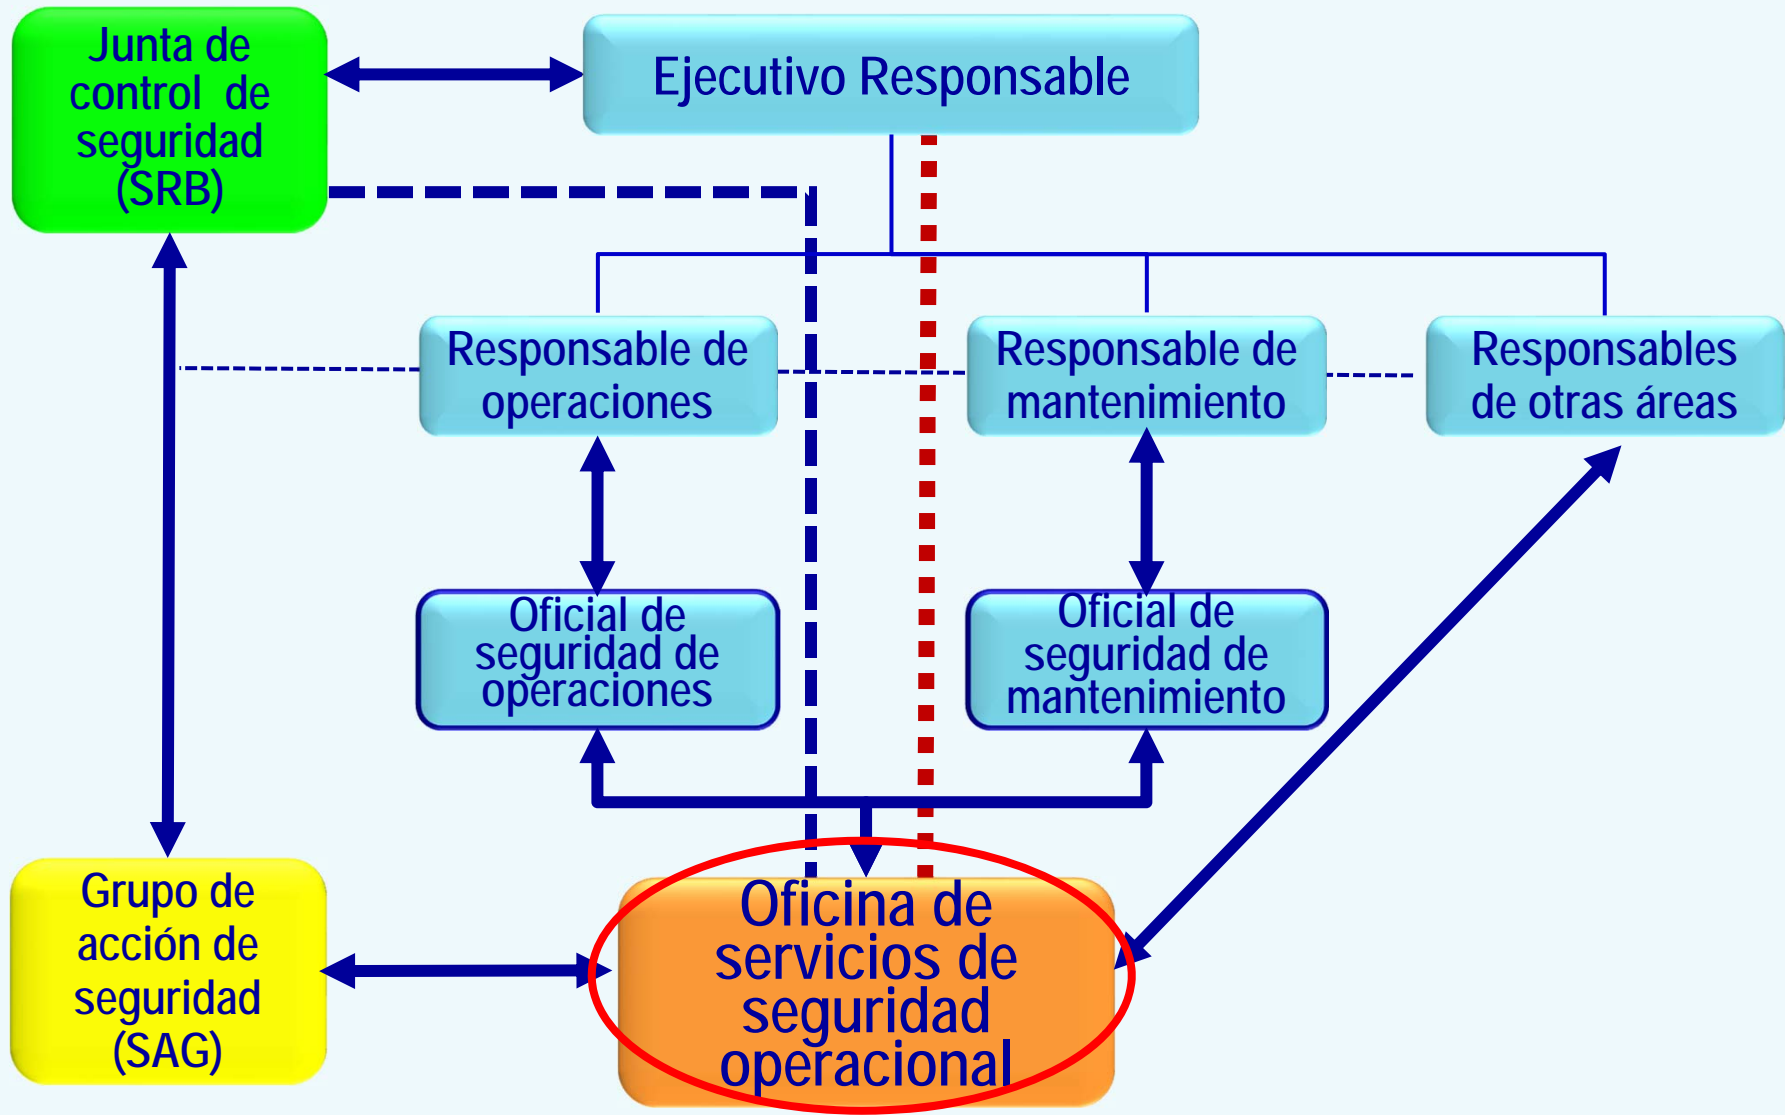 Junta de
control de
seguridad
(SRB)
Ejecutivo Responsable
Responsable de
operaciones
Responsable de
mantenimiento
Responsables
de otras áreas
Oficial de
seguridad de
operaciones
Oficial de
seguridad de
mantenimiento
Grupo de
acción de
seguridad
(SAG)
Oficina de
servicios de
seguridad
operacional